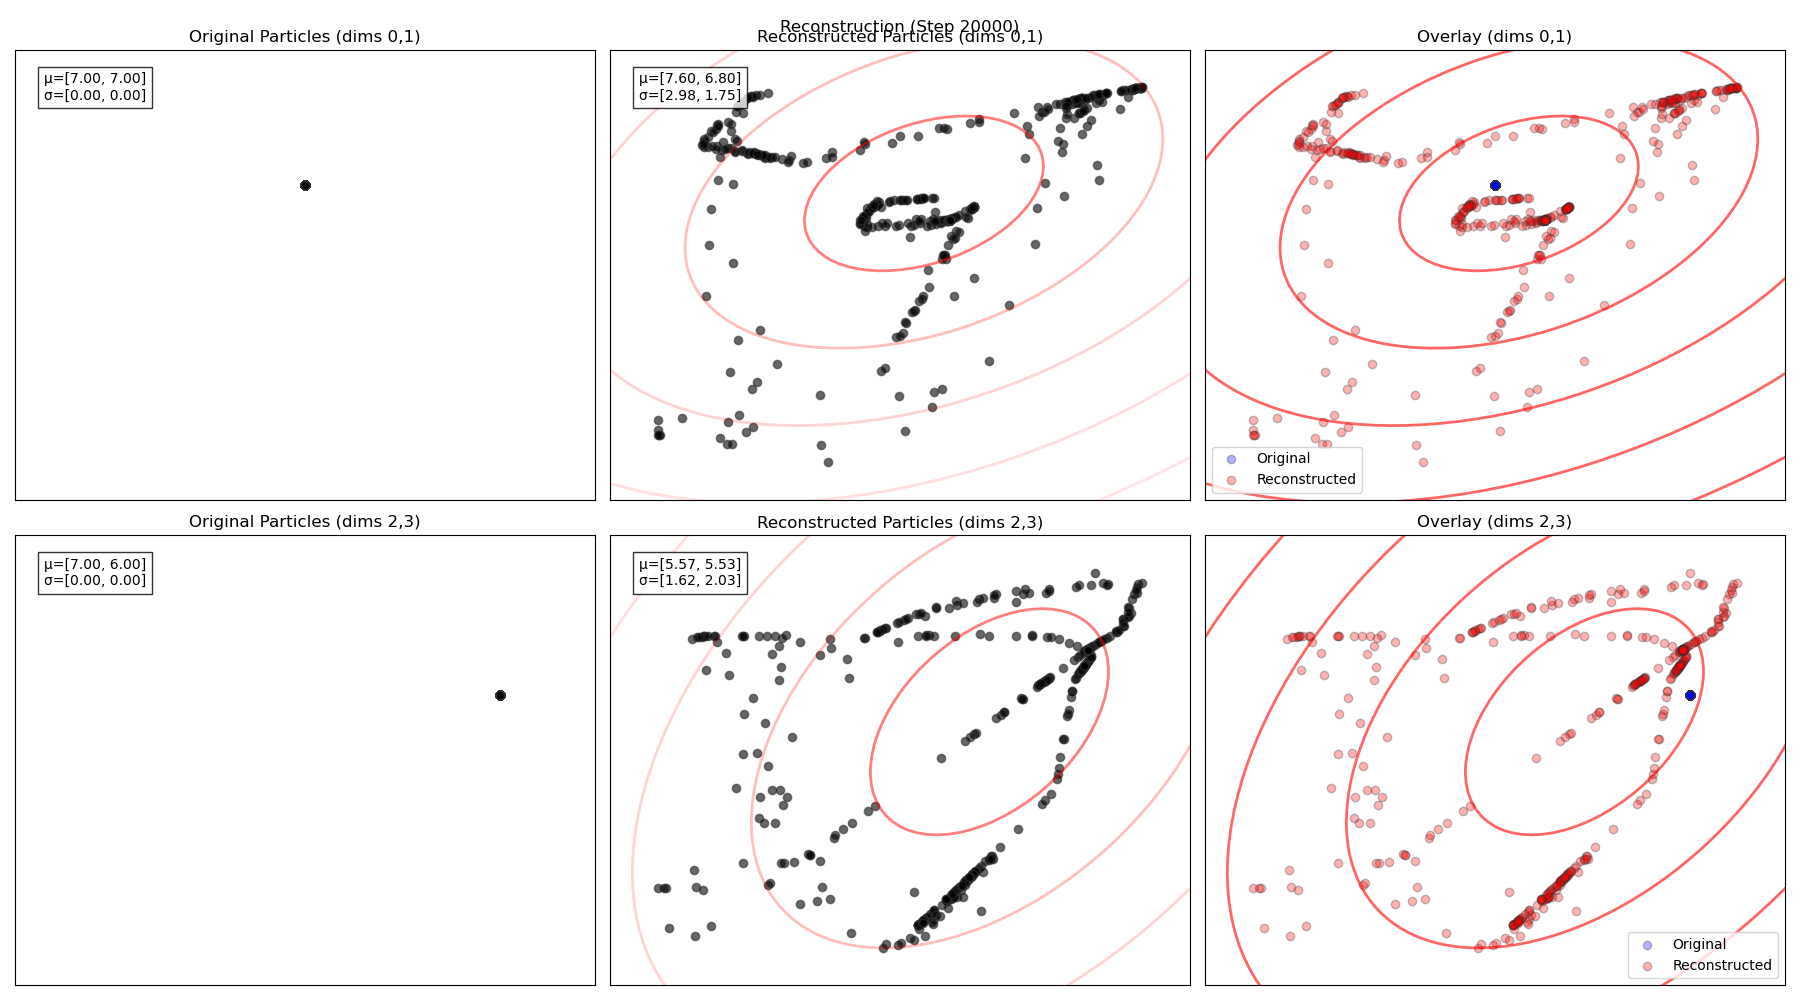 Reconstruction (Step 20000)
Original Particles (dims 0,1)
Reconstructed Particles (dims 0,1)
Overlay (dims 0,1)
μ=[7.00, 7.00]
σ=[0.00, 0.00]
μ=[7.60, 6.80]
σ=[2.98, 1.75]
Original
Reconstructed
Original Particles (dims 2,3)
Reconstructed Particles (dims 2,3)
Overlay (dims 2,3)
μ=[7.00, 6.00]
σ=[0.00, 0.00]
μ=[5.57, 5.53]
σ=[1.62, 2.03]
Original
Reconstructed